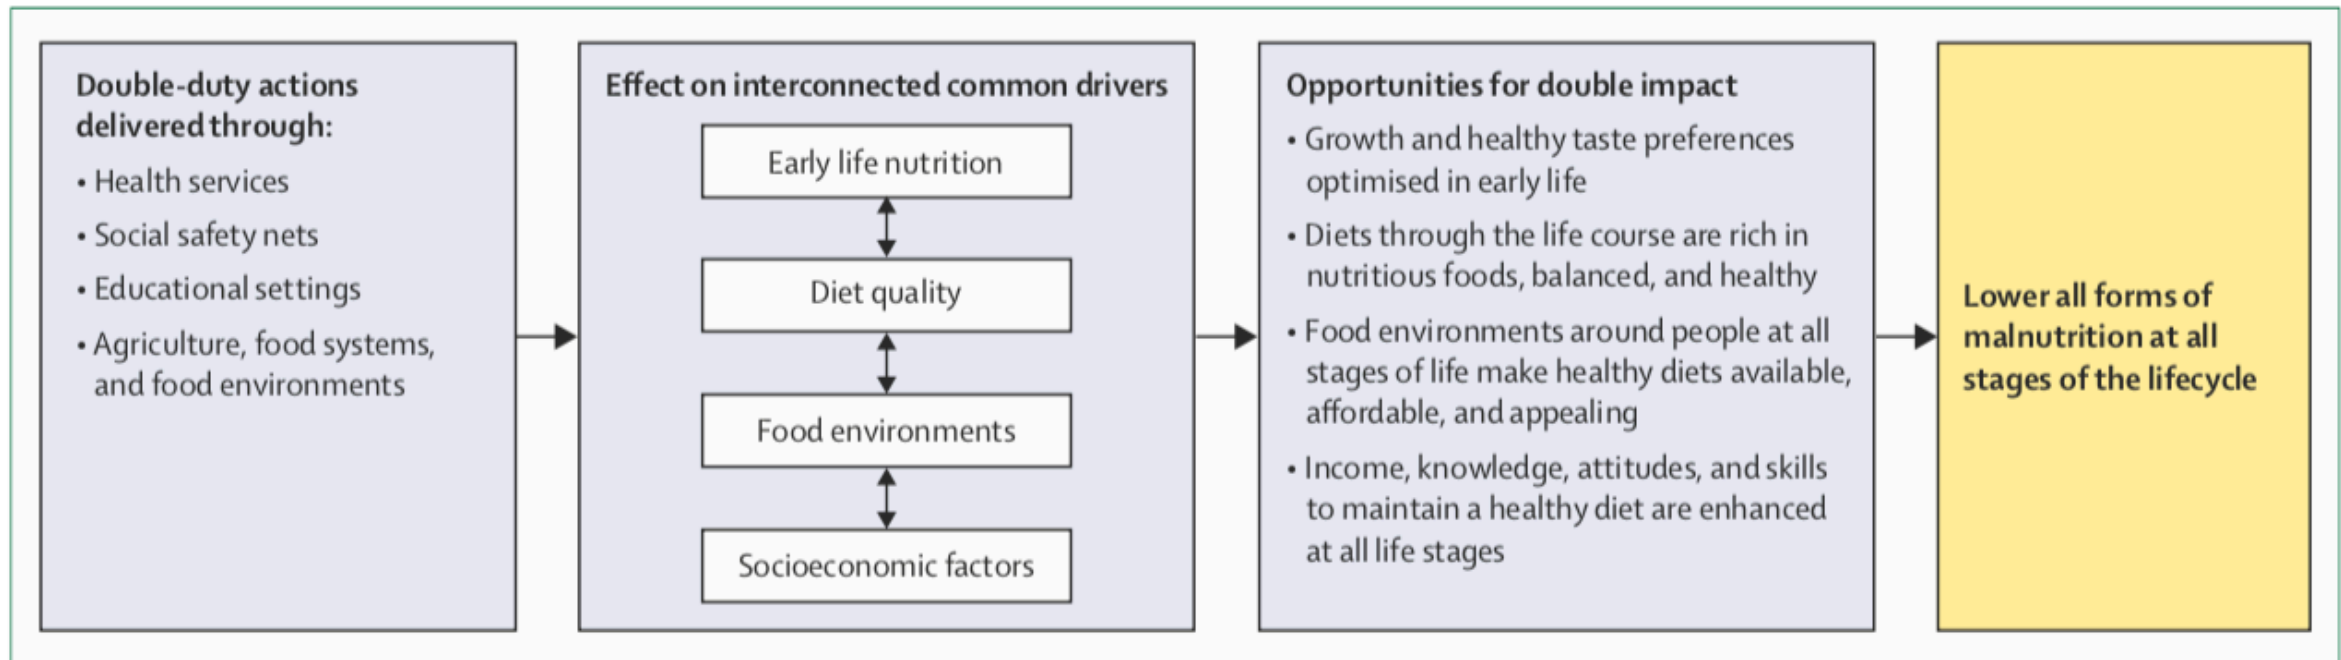 Double-duty actions
delivered through:
• Health services
• Social safety nets
• Educational settings
• Agriculture, food systems,
and food environments
Effect on interconnected common drivers
Early life nutrition
Diet quality
Food environments
Socioeconomic factors
Opportunities for double impact
• Growth and healthy taste preferences
optimised in early life
• Diets through the life course are rich in
nutritious foods, balanced, and healthy
• Food environments around people at all
stages of life make healthy diets available,
affordable, and appealing
• Income, knowledge, attitudes, and skills
to maintain a healthy diet are enhanced
at all life stages
Lower all forms of
malnutrition at all
stages of the lifecycle